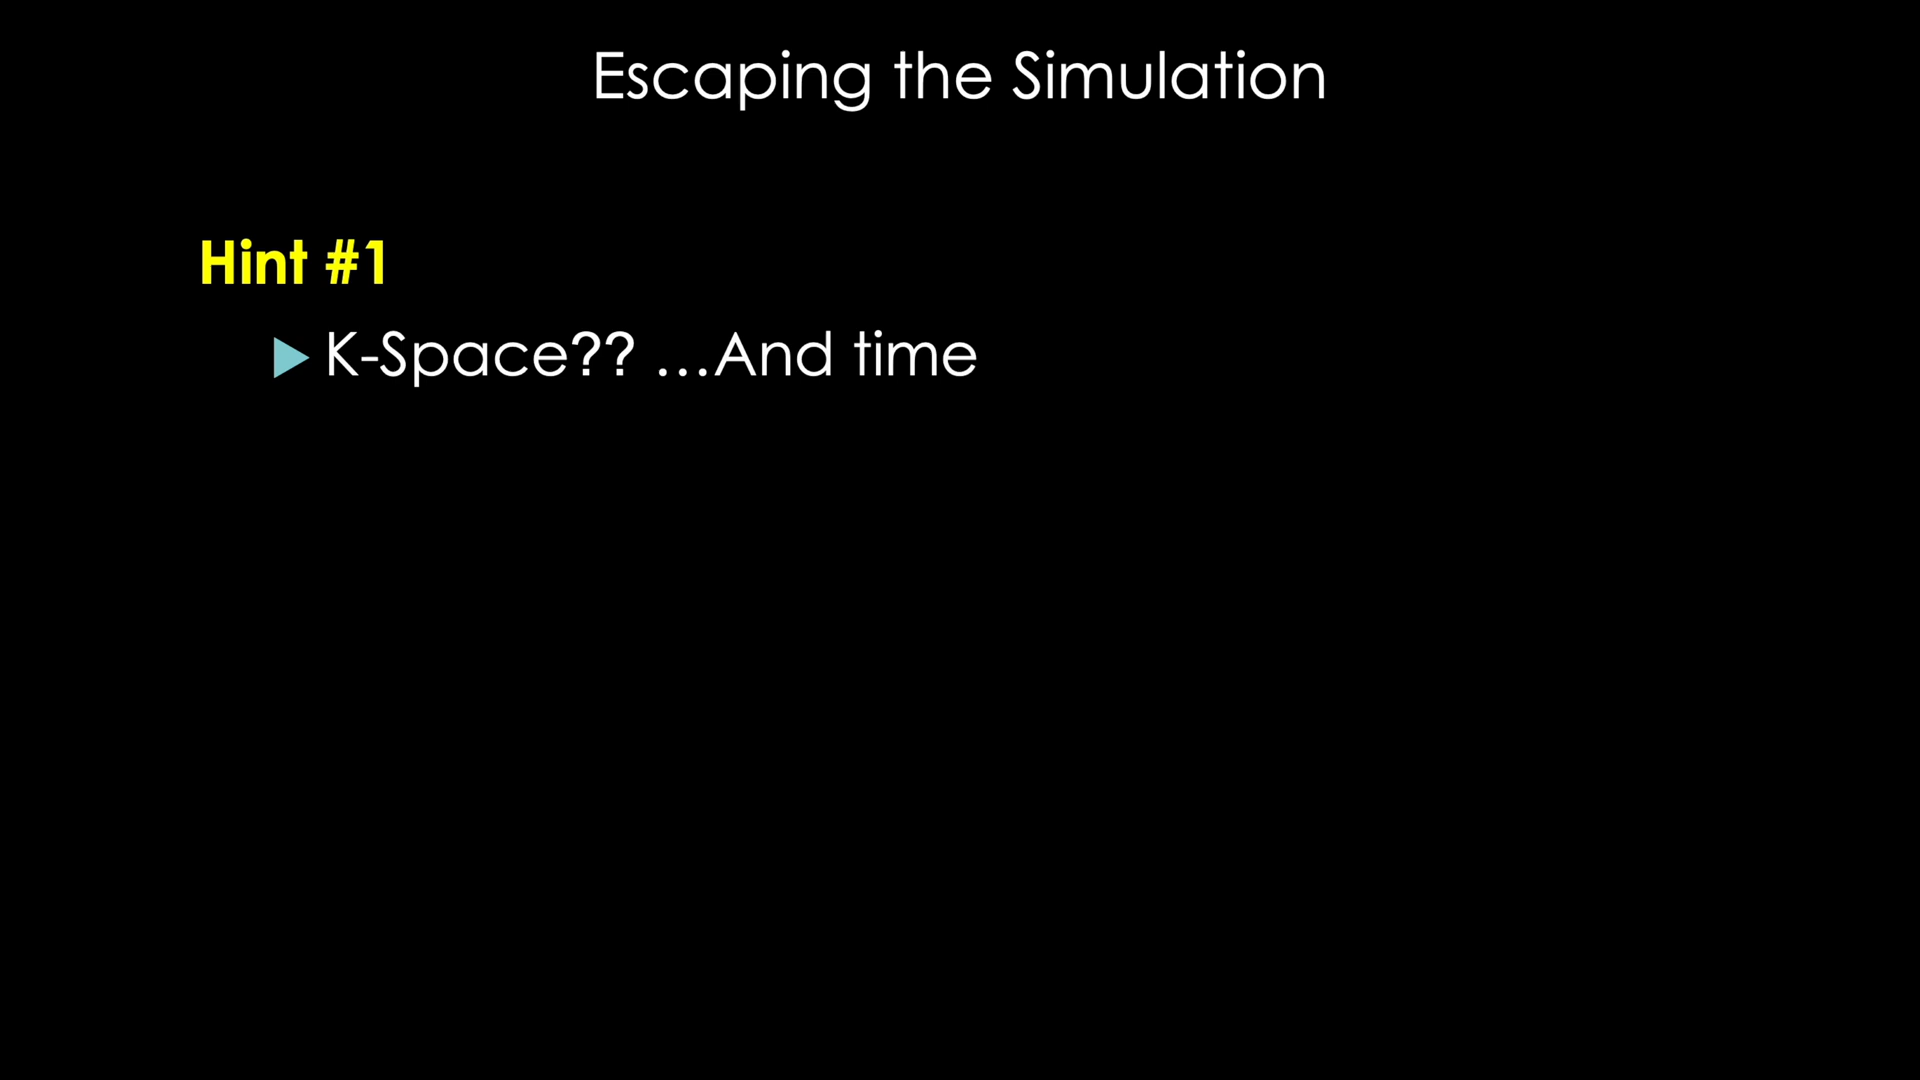 Escaping the Simulation
Hint #1
K-Space?? ...And time